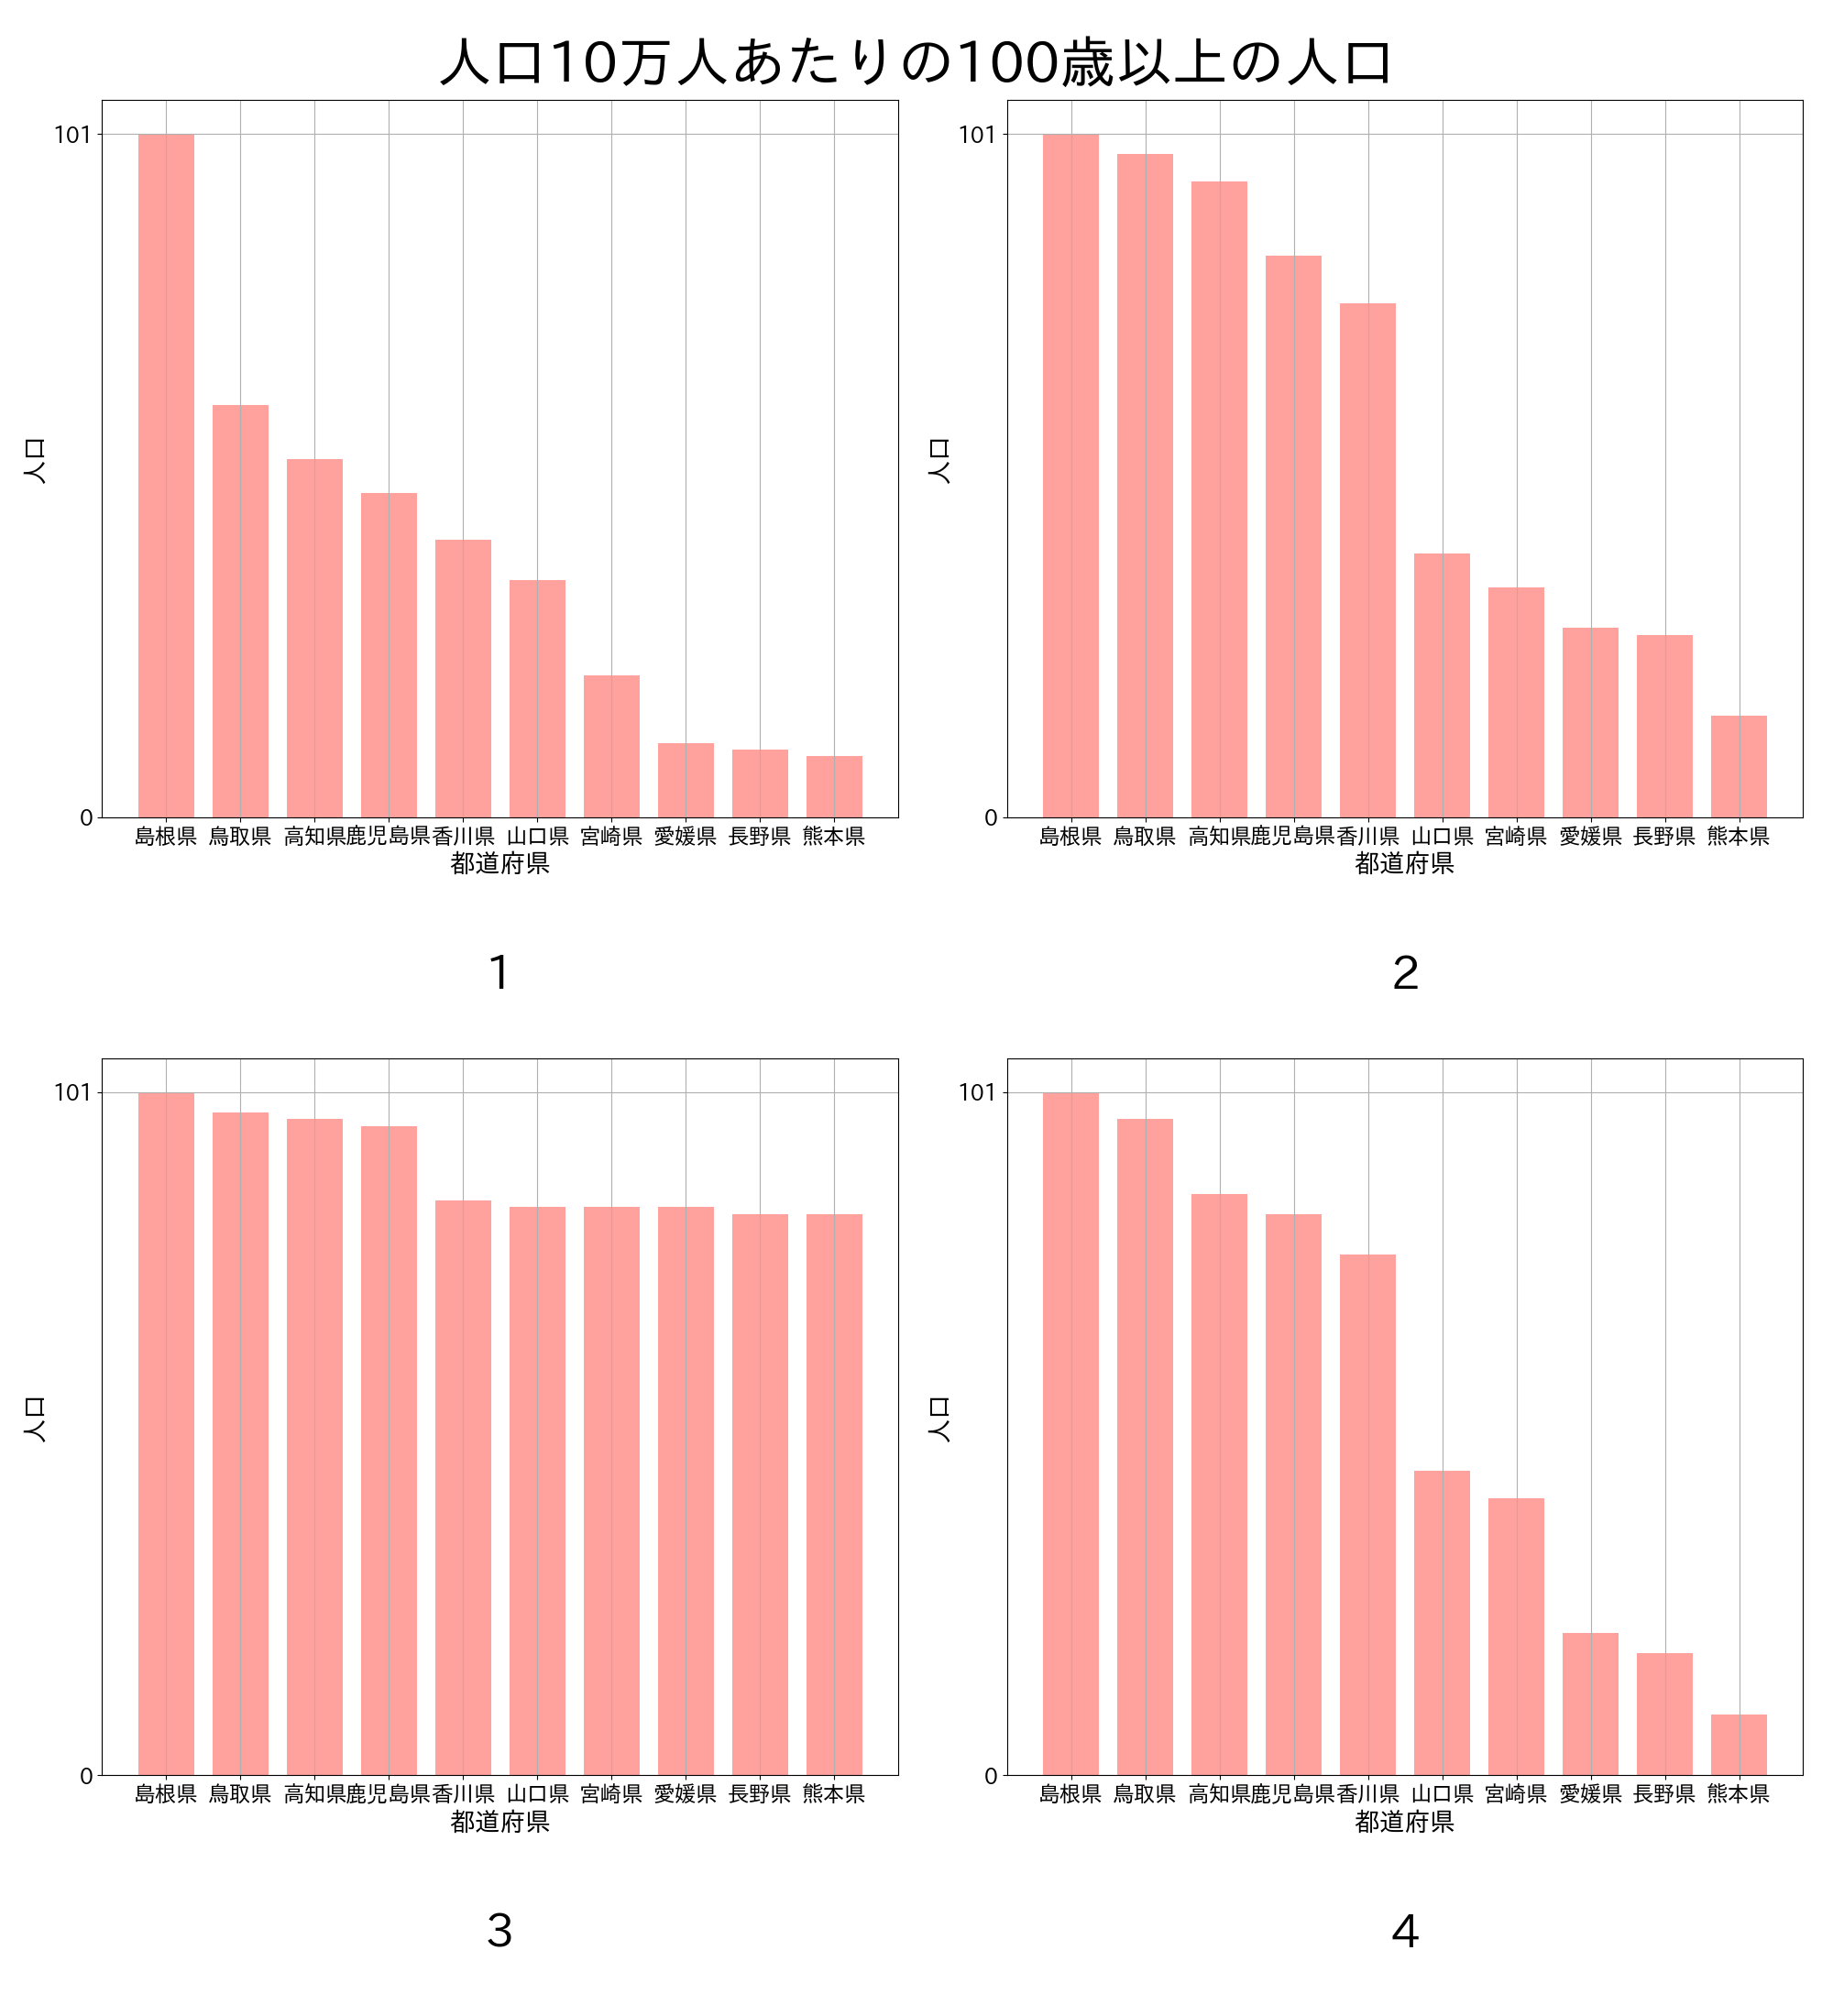 人口10万人あたりの100歳以上の人口
101
人口
0
島根県 鳥取県 高知県 鹿児島県 香川県 山口県 宮崎県 愛媛県 長野県 熊本県
都道府県
1
101
人口
0
島根県 鳥取県 高知県 鹿児島県 香川県 山口県 宮崎県 愛媛県 長野県 熊本県
都道府県
2
101
人口
0
島根県 鳥取県 高知県 鹿児島県 香川県 山口県 宮崎県 愛媛県 長野県 熊本県
都道府県
3
101
人口
0
島根県 鳥取県 高知県 鹿児島県 香川県 山口県 宮崎県 愛媛県 長野県 熊本県
都道府県
4